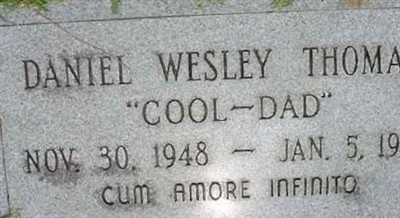 DANIEL WESLEY THOMA
"COOL-DAD"
NOV. 30, 1948 - JAN. 5, 19
CUM AMORE INFINITO